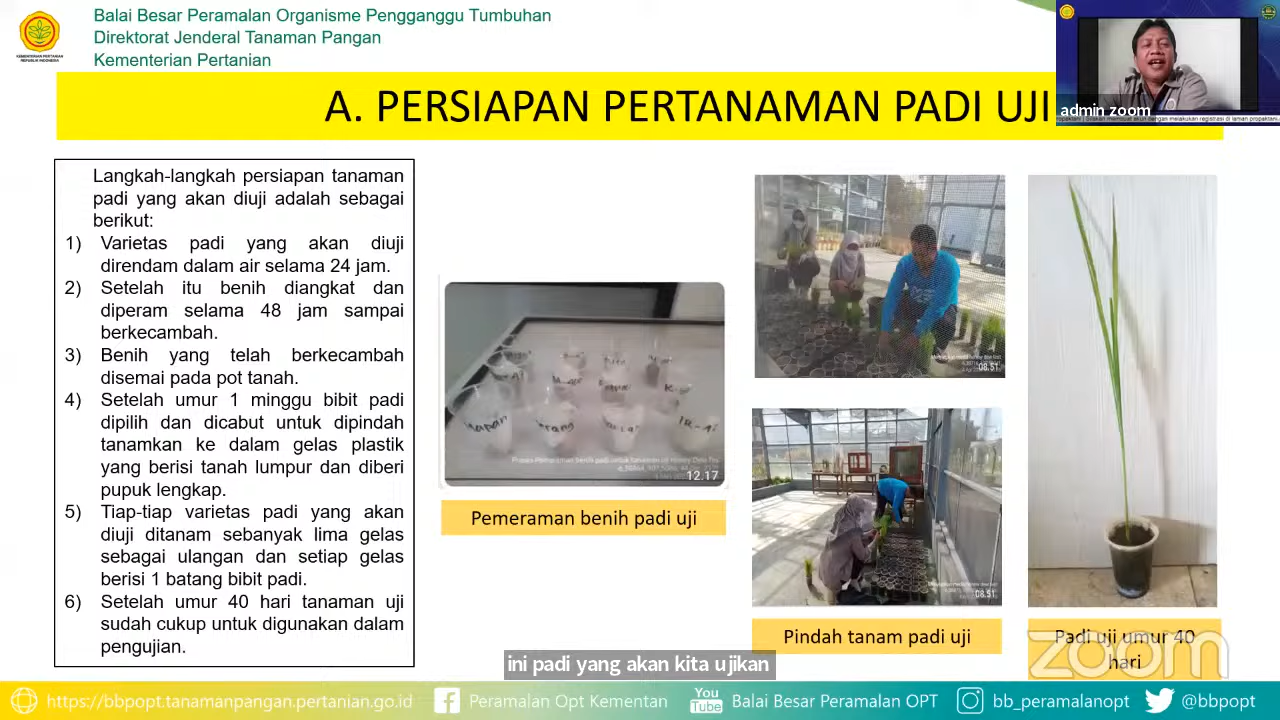 Balai Besar Peramalan Organisme Pengganggu Tumbuhan
Direktorat Jenderal Tanaman Pangan
Kementerian Pertanian
KEMENTERIAN PERTANIAN
REPUBLIK INDONESIA
A. PERSIAPAN PERTANAMAN PADI UJI
admin zoom
Langkah-langkah persiapan tanaman
padi yang akan diuji adalah sebagai
berikut:
1) Varietas padi yang akan diuji
direndam dalam air selama 24 jam.
2) Setelah itu benih diangkat dan
diperam selama 48 jam sampai
berkecambah.
3) Benih yang telah berkecambah
disemai pada pot tanah.
4) Setelah umur 1 minggu bibit padi
dipilih dan dicabut untuk dipindah
tanamkan ke dalam gelas plastik
yang berisi tanah lumpur dan diberi
pupuk lengkap.
5) Tiap-tiap varietas padi yang akan
diuji ditanam sebanyak lima gelas
sebagai ulangan dan setiap gelas
berisi 1 batang bibit padi.
6) Setelah umur 40 hari tanaman uji
sudah cukup untuk digunakan dalam
pengujian.
12.17
Pemeraman benih padi uji
08.51
08.51
Pindah tanam padi uji
Padi uji umur 40
hari
zoom
ini padi yang akan kita ujikan
https://bbpopt.tanamanpangan.pertanian.go.id
Peramalan Opt Kementan
You
Tube
Balai Besar Peramalan OPT
bb_peramalanopt
@bbpopt